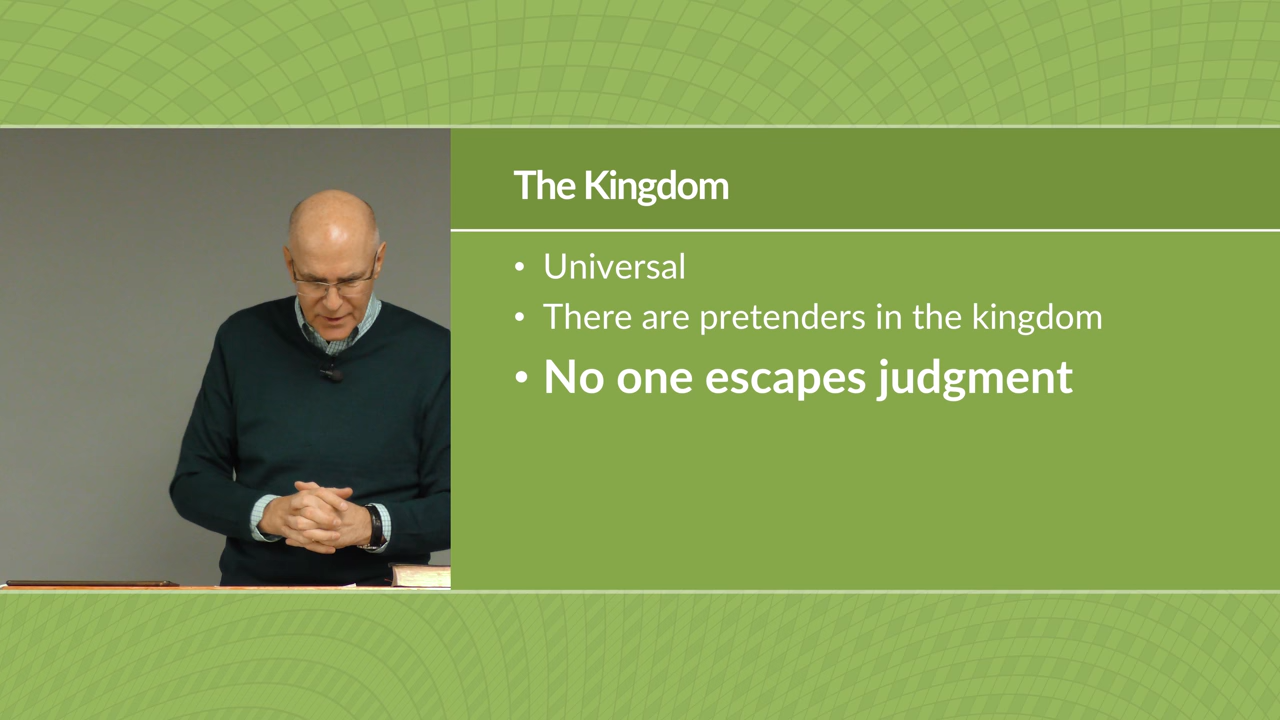 The Kingdom
• Universal
• There are pretenders in the kingdom
• No one escapes judgment